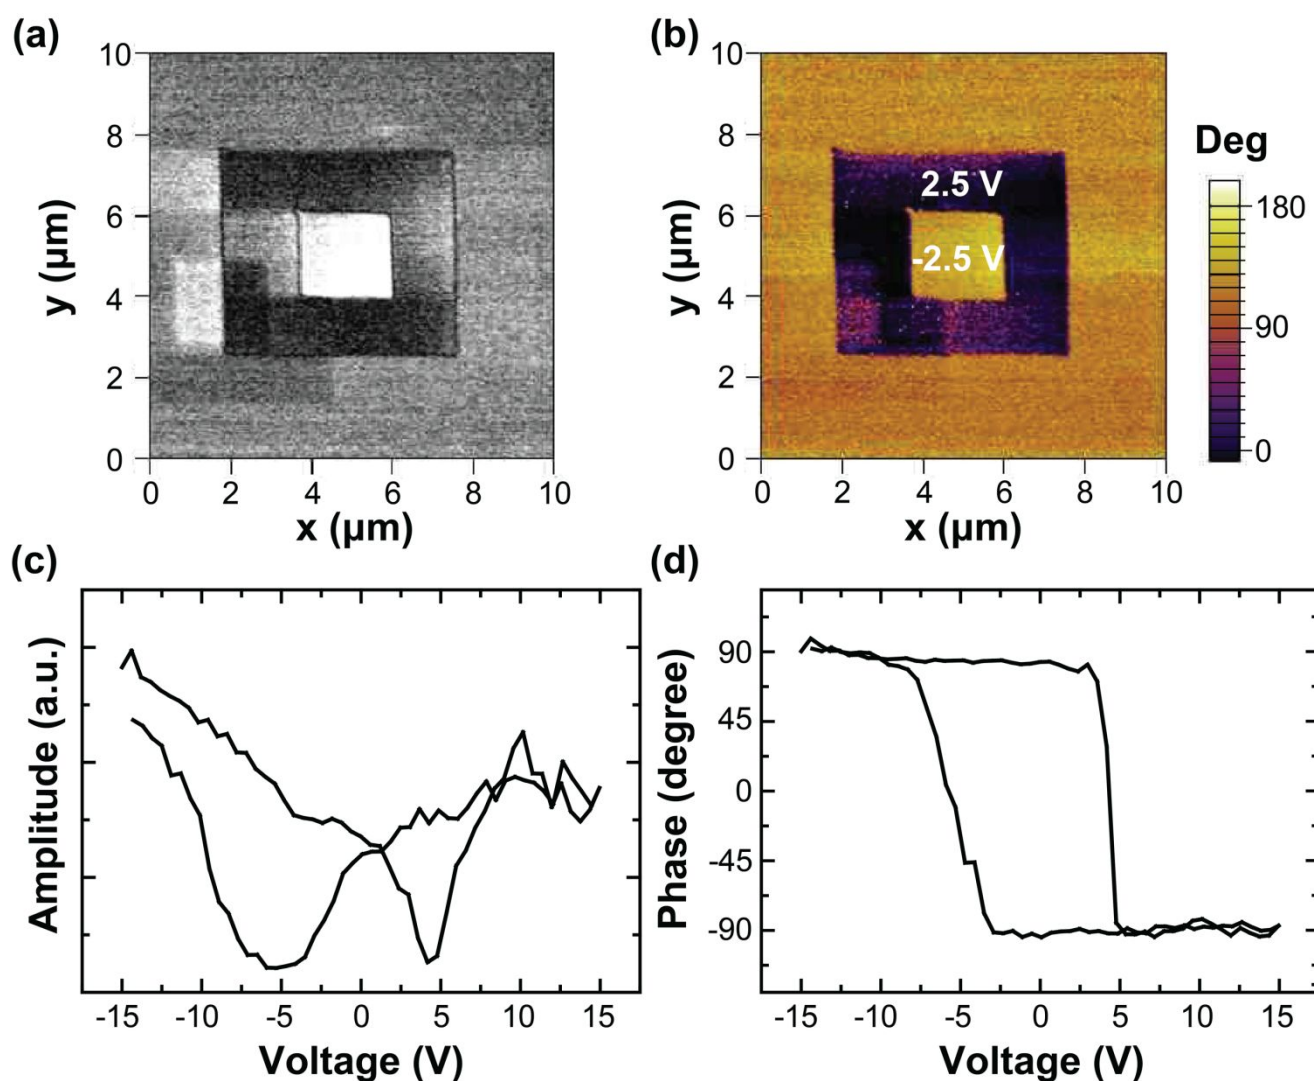 (a)
10
8
6
4
2
0
y (µm)
0 2 4 6 8 10
x (µm)
(b)
10
8
6
4
2
0
y (µm)
2.5 V
-2.5 V
0 2 4 6 8 10
x (µm)
Deg
180
90
0
(c)
Amplitude (a.u.)
-15 -10 -5 0 5 10 15
Voltage (V)
(d)
Phase (degree)
90
45
0
-45
-90
-15 -10 -5 0 5 10 15
Voltage (V)